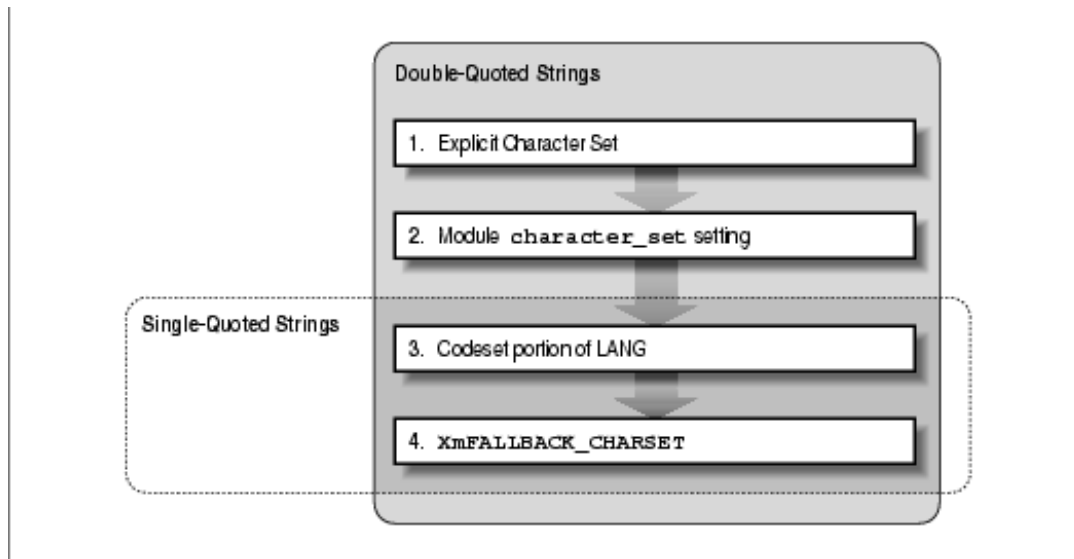 Double-Quoted Strings
1. Explicit Character Set
2. Module character_set setting
Single-Quoted Strings
3. Codeset portion of LANG
4. XmFALLBACK_CHARSET